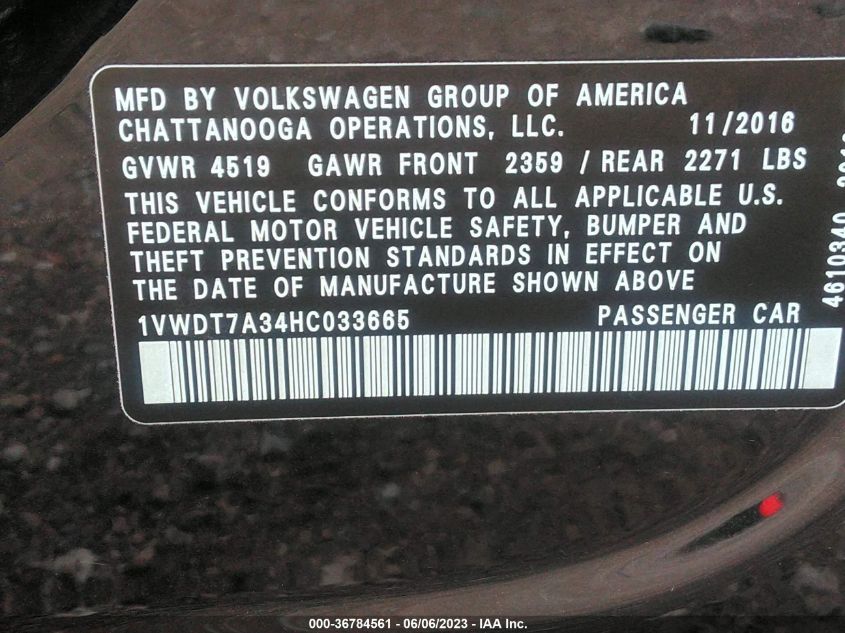 MFD BY VOLKSWAGEN GROUP OF AMERICA
CHATTANOOGA OPERATIONS, LLC. 11/2016
GVWR 4519 GAWR FRONT 2359 / REAR 2271 LBS
THIS VEHICLE CONFORMS TO ALL APPLICABLE U.S.
FEDERAL MOTOR VEHICLE SAFETY, BUMPER AND
THEFT PREVENTION STANDARDS IN EFFECT ON
THE DATE OF MANUFACTURE SHOWN ABOVE
1VWDT7A34HC033665 PASSENGER CAR
4610340
000-36784561 - 06/06/2023 - IAA Inc.